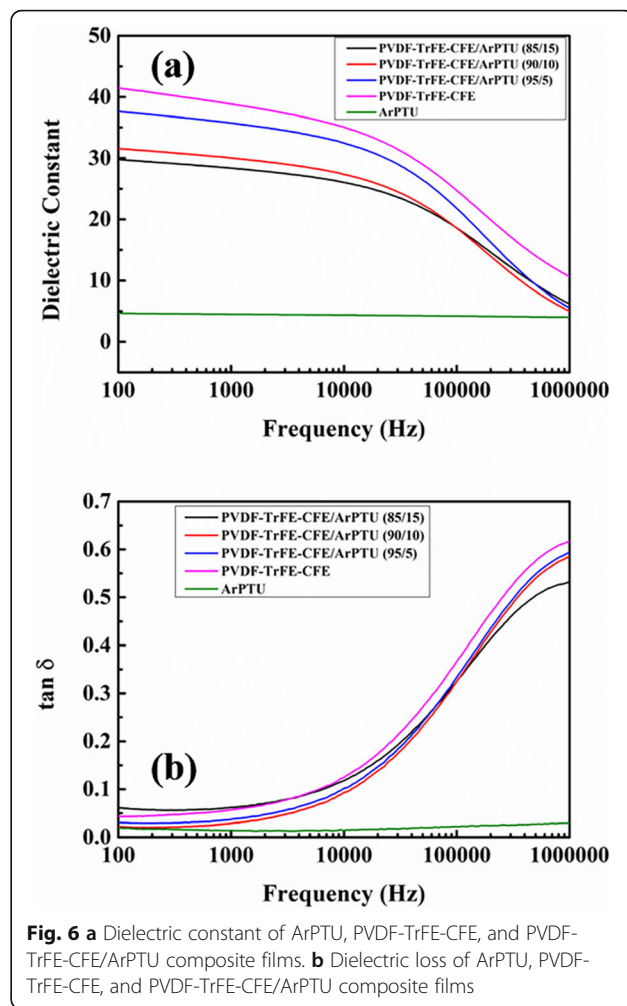 (a)
PVDF-TrFE-CFE/ArPTU (85/15)
PVDF-TrFE-CFE/ArPTU (90/10)
PVDF-TrFE-CFE/ArPTU (95/5)
PVDF-TrFE-CFE
ArPTU
50
40
30
20
10
0
Dielectric Constant
100 1000 10000 100000 1000000
Frequency (Hz)
0.7
0.6
0.5
0.4
0.3
0.2
0.1
0.0
tan δ
PVDF-TrFE-CFE/ArPTU (85/15)
PVDF-TrFE-CFE/ArPTU (90/10)
PVDF-TrFE-CFE/ArPTU (95/5)
PVDF-TrFE-CFE
ArPTU
(b)
100 1000 10000 100000 1000000
Frequency (Hz)
Fig. 6 a Dielectric constant of ArPTU, PVDF-TrFE-CFE, and PVDF-
TrFE-CFE/ArPTU composite films. b Dielectric loss of ArPTU, PVDF-
TrFE-CFE, and PVDF-TrFE-CFE/ArPTU composite films